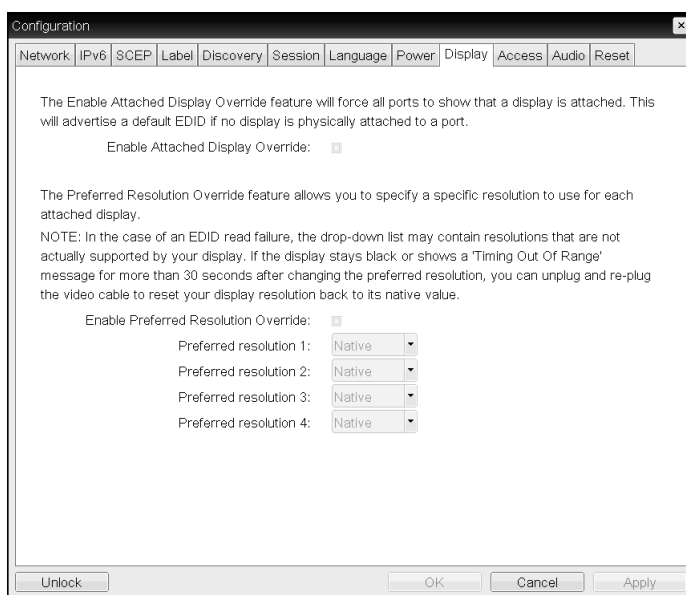 Configuration
Network IPv6 SCEP Label Discovery Session Language Power Display Access Audio Reset
The Enable Attached Display Override feature will force all ports to show that a display is attached. This
will advertise a default EDID if no display is physically attached to a port.
Enable Attached Display Override:
The Preferred Resolution Override feature allows you to specify a specific resolution to use for each
attached display.
NOTE: In the case of an EDID read failure, the drop-down list may contain resolutions that are not
actually supported by your display. If the display stays black or shows a 'Timing Out Of Range'
message for more than 30 seconds after changing the preferred resolution, you can unplug and re-plug
the video cable to reset your display resolution back to its native value.
Enable Preferred Resolution Override:
Preferred resolution 1: Native
Preferred resolution 2: Native
Preferred resolution 3: Native
Preferred resolution 4: Native
Unlock OK Cancel Apply